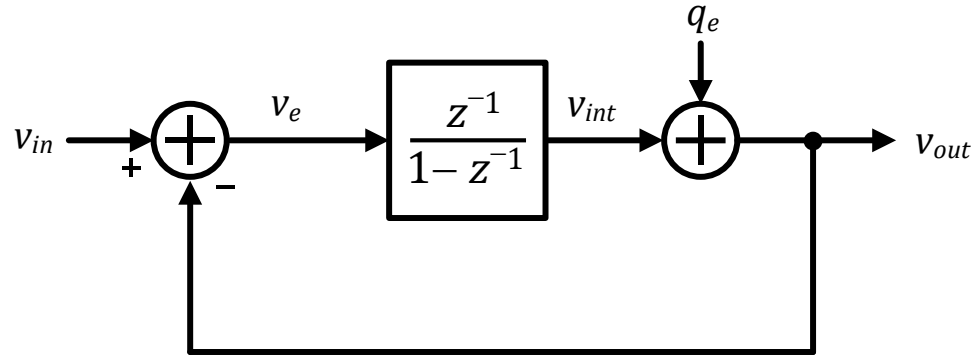 q_e
v_in
+
−
v_e
z^{-1}
1− z^{-1}
v_int
v_out